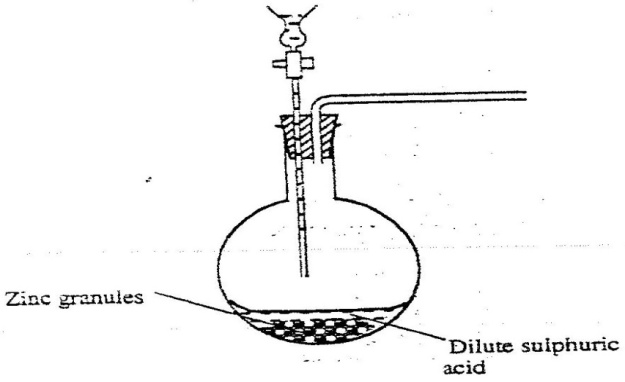 Zinc granules
Dilute sulphuric
acid